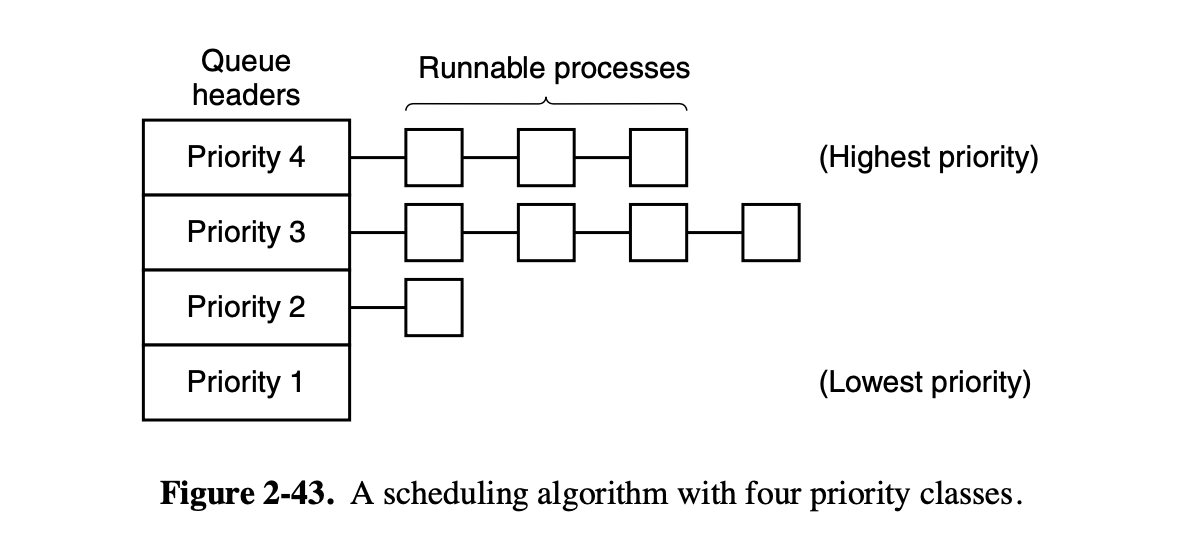 Queue
headers
Runnable processes
Priority 4
(Highest priority)
Priority 3
Priority 2
Priority 1
(Lowest priority)
Figure 2-43. A scheduling algorithm with four priority classes.